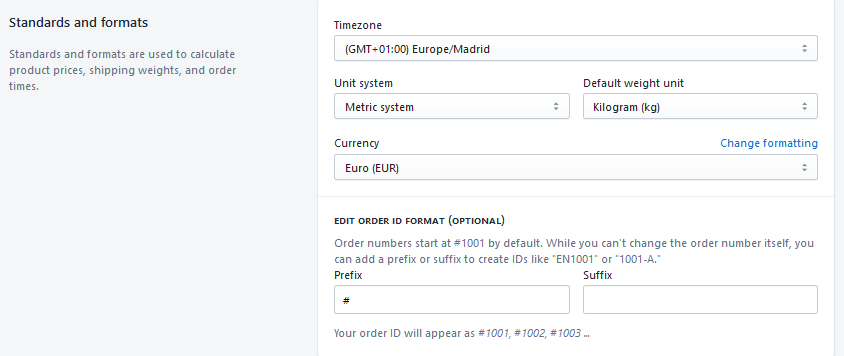 Standards and formats
Standards and formats are used to calculate
product prices, shipping weights, and order
times.
Timezone
(GMT+01:00) Europe/Madrid
Unit system
Default weight unit
Metric system
Kilogram (kg)
Currency
Change formatting
Euro (EUR)
EDIT ORDER ID FORMAT (OPTIONAL)
Order numbers start at #1001 by default. While you can't change the order number itself, you
can add a prefix or suffix to create IDs like "EN1001" or "1001-A."
Prefix
Suffix
#
Your order ID will appear as #1001, #1002, #1003 ...